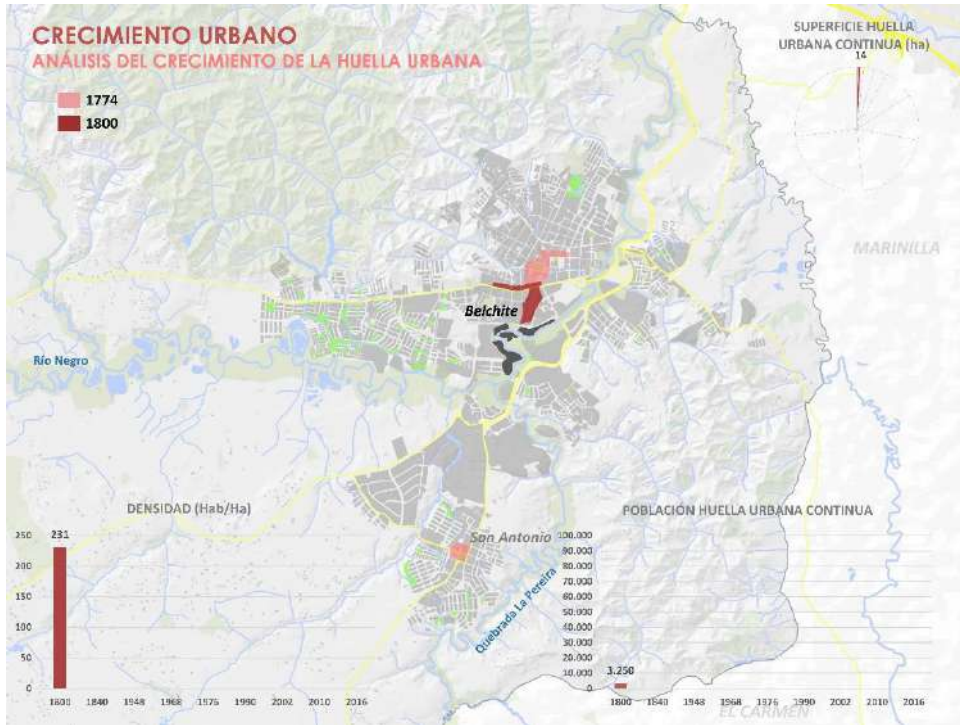 CRECIMIENTO URBANO
ANÁLISIS DEL CRECIMIENTO DE LA HUELLA URBANA
1774
1800
SUPERFICIE HUELLA
URBANA CONTINUA (ha)
14
MARINILLA
Belchite
Río Negro
San Antonio
Quebrada La Pereira
DENSIDAD (Hab/Ha)
231
250
200
150
100
50
0
1800 1840 1948 1968 1976 1990 2002 2010 2016
POBLACIÓN HUELLA URBANA CONTINUA
100.000
90.000
80.000
70.000
60.000
50.000
40.000
30.000
20.000
10.000
0
3.250
1800 1840 1948 1968 1976 1990 2002 2010 2016
EL CARMEN